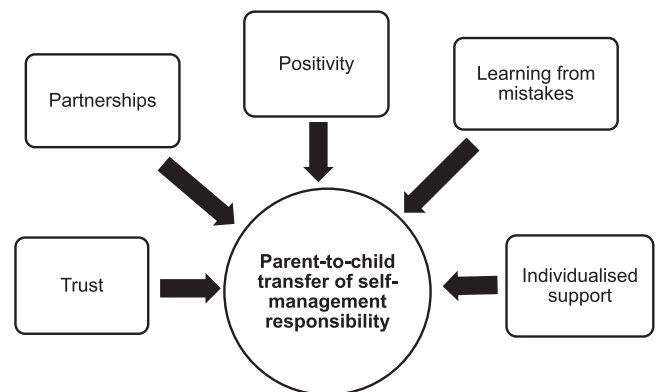 Positivity
Partnerships
Learning from
mistakes
Trust
Parent-to-child
transfer of self-
management
responsibility
Individualised
support